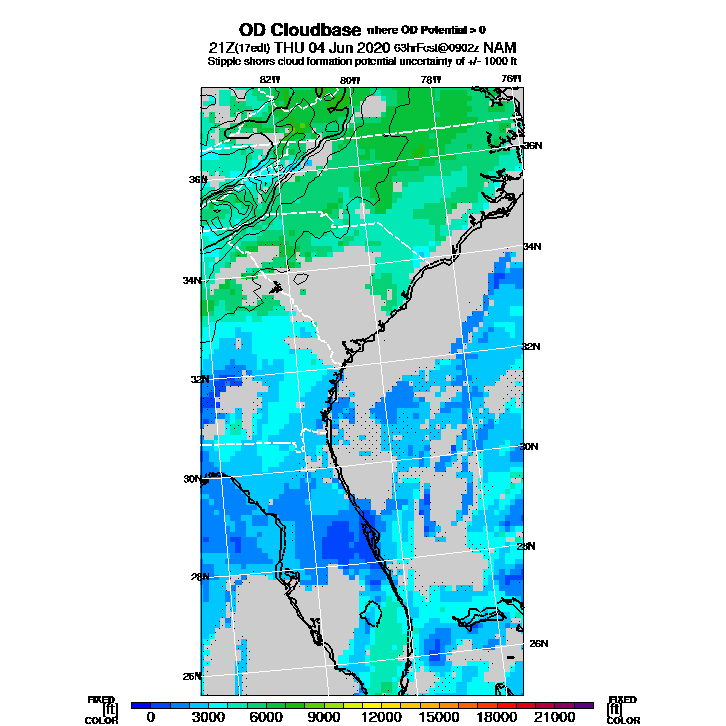 OD Cloudbase where OD Potential > 0
21Z(17edt) THU 04 Jun 2020 63hrFcst@0902z NAM
Stipple shows cloud formation potential uncertainty of +/- 1000 ft
82W 80W 78W 76W
36N
36N
34N
34N
32N
32N
30N
30N
28N
28N
26N
26N
FIXED FIXED
[ft] 0 3000 6000 9000 12000 15000 18000 21000 [ft]
COLOR COLOR